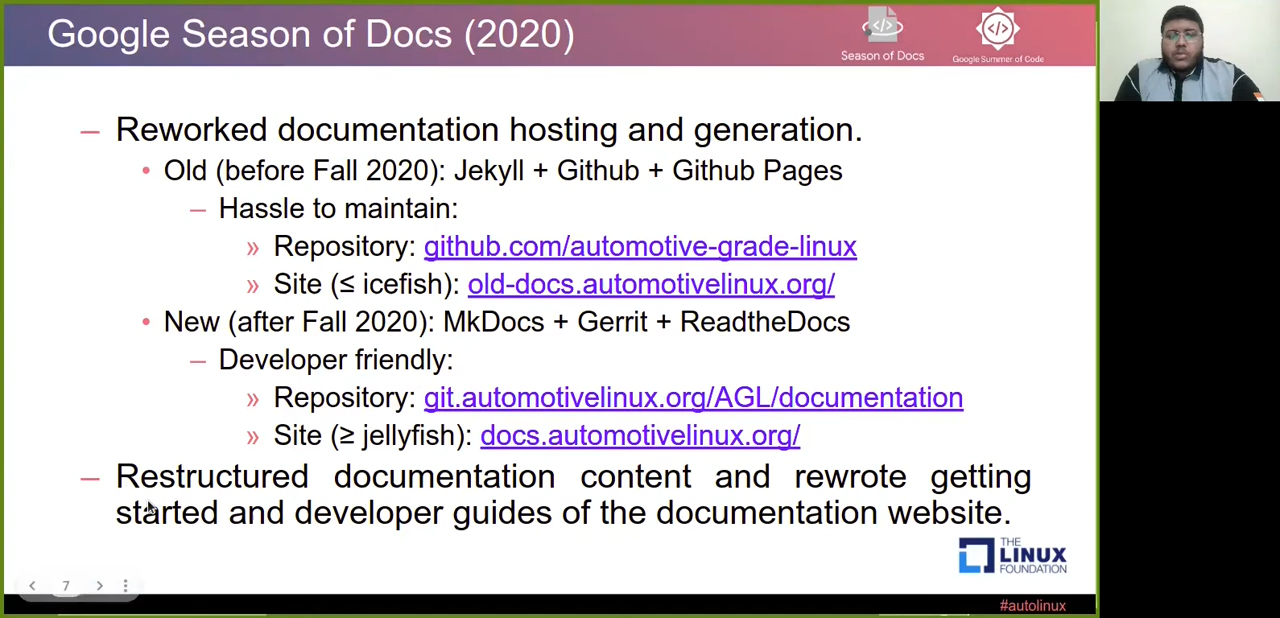 Google Season of Docs (2020)
Season of Docs
Google Summer of Code
– Reworked documentation hosting and generation.
• Old (before Fall 2020): Jekyll + Github + Github Pages
– Hassle to maintain:
» Repository: github.com/automotive-grade-linux
» Site (≤ icefish): old-docs.automotivelinux.org/
• New (after Fall 2020): MkDocs + Gerrit + ReadtheDocs
– Developer friendly:
» Repository: git.automotivelinux.org/AGL/documentation
» Site (≥ jellyfish): docs.automotivelinux.org/
– Restructured documentation content and rewrote getting
started and developer guides of the documentation website.
THE
LINUX
FOUNDATION
7
#autolinux